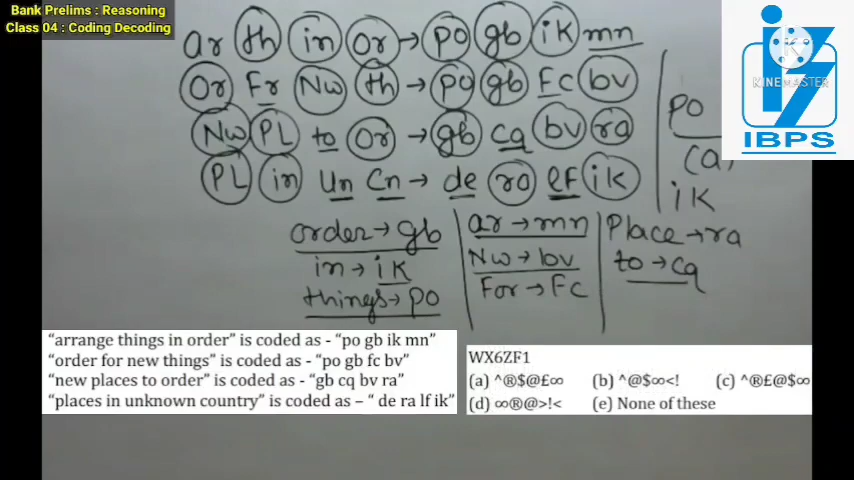 Bank Prelims : Reasoning
Class 04 : Coding Decoding
ar th in Or → po gb ik mn
Or Fr Nw th → po gb Fc bv
Nw PL to Or → gb cq bv ra
PL in Un Cn → de ra lF ik
po
(a)
ik
KINEMASTER
IBPS
order → gb
in → ik
things → po
ar → mn
Nw → bv
For → Fc
Place → ra
to → cq
"arrange things in order" is coded as - "po gb ik mn"
"order for new things" is coded as - "po gb fc bv"
"new places to order" is coded as - "gb cq bv ra"
"places in unknown country" is coded as – " de ra lf ik"
WX6ZF1
(a) ^®$@£∞ (b) ^@$∞<! (c) ^®£@$∞
(d) ∞®@>!< (e) None of these